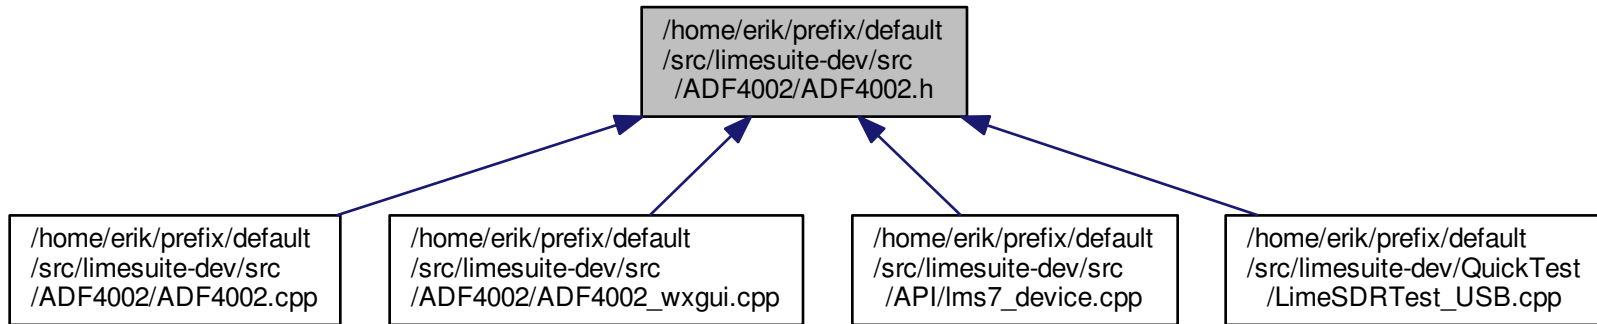 /home/erik/prefix/default
/src/limesuite-dev/src
/ADF4002/ADF4002.h
/home/erik/prefix/default
/src/limesuite-dev/src
/ADF4002/ADF4002.cpp
/home/erik/prefix/default
/src/limesuite-dev/src
/ADF4002/ADF4002_wxgui.cpp
/home/erik/prefix/default
/src/limesuite-dev/src
/API/lms7_device.cpp
/home/erik/prefix/default
/src/limesuite-dev/QuickTest
/LimeSDRTest_USB.cpp